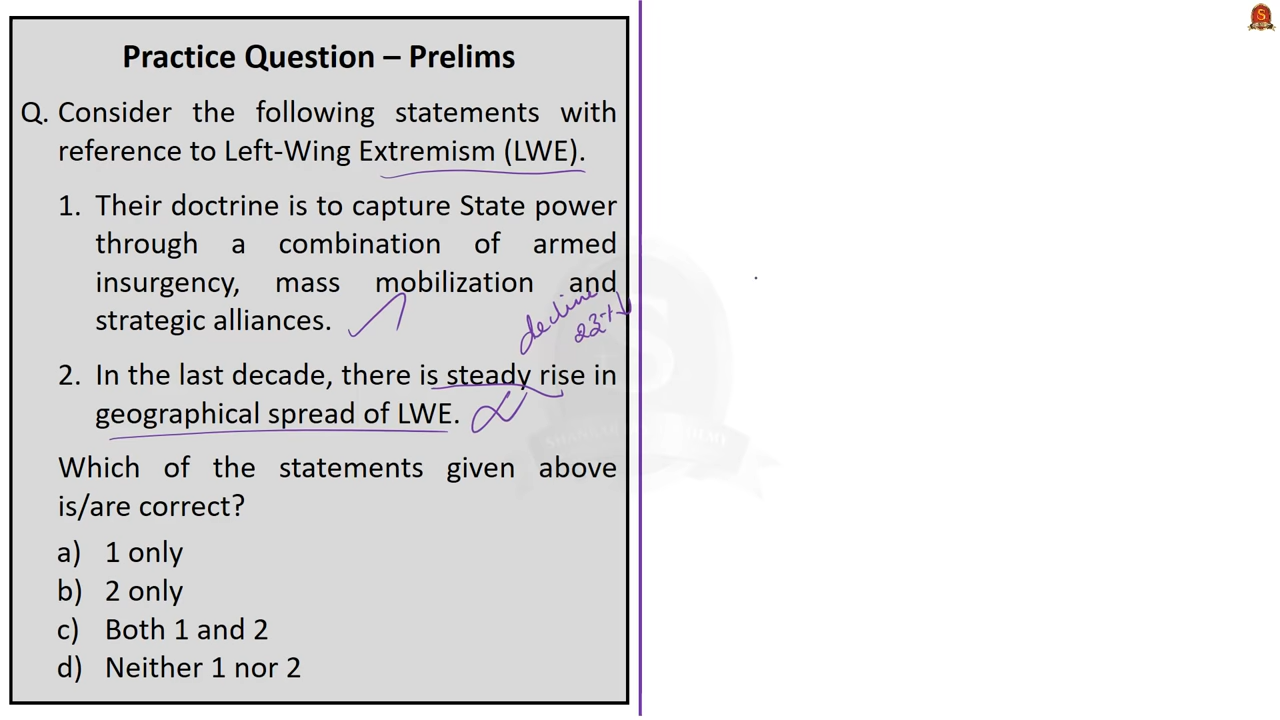 Practice Question – Prelims
Q. Consider the following statements with
reference to Left-Wing Extremism (LWE).
1. Their doctrine is to capture State power
through a combination of armed
insurgency, mass mobilization and
strategic alliances.
decline
2. In the last decade, there is steady rise in
geographical spread of LWE.
Which of the statements given above
is/are correct?
a) 1 only
b) 2 only
c) Both 1 and 2
d) Neither 1 nor 2